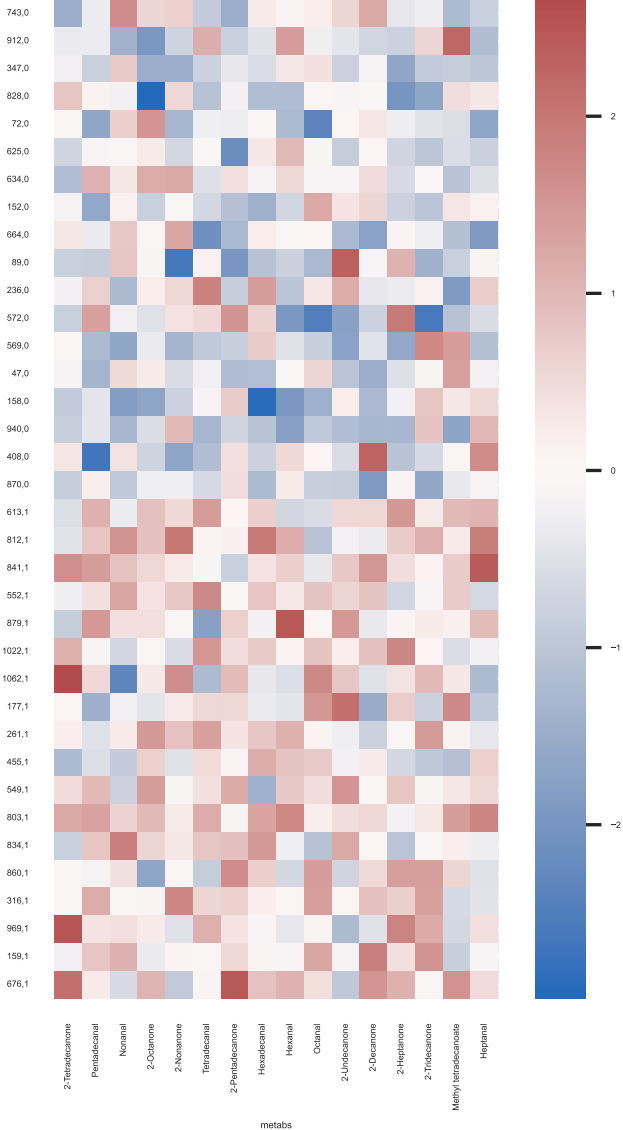 743,0
912,0
347,0
828,0
72,0
625,0
634,0
152,0
664,0
89,0
236,0
572,0
569,0
47,0
158,0
940,0
408,0
870,0
613,1
812,1
841,1
552,1
879,1
1022,1
1062,1
177,1
261,1
455,1
549,1
803,1
834,1
860,1
316,1
969,1
159,1
676,1
2-Tetradecanone
Pentadecanal
Nonanal
2-Octanone
2-Nonanone
Tetradecanal
2-Pentadecanone
Hexadecanal
Hexanal
Octanal
2-Undecanone
2-Decanone
2-Heptanone
2-Tridecanone
Methyl tetradecanoate
Heptanal
metabs
2
1
0
−1
−2